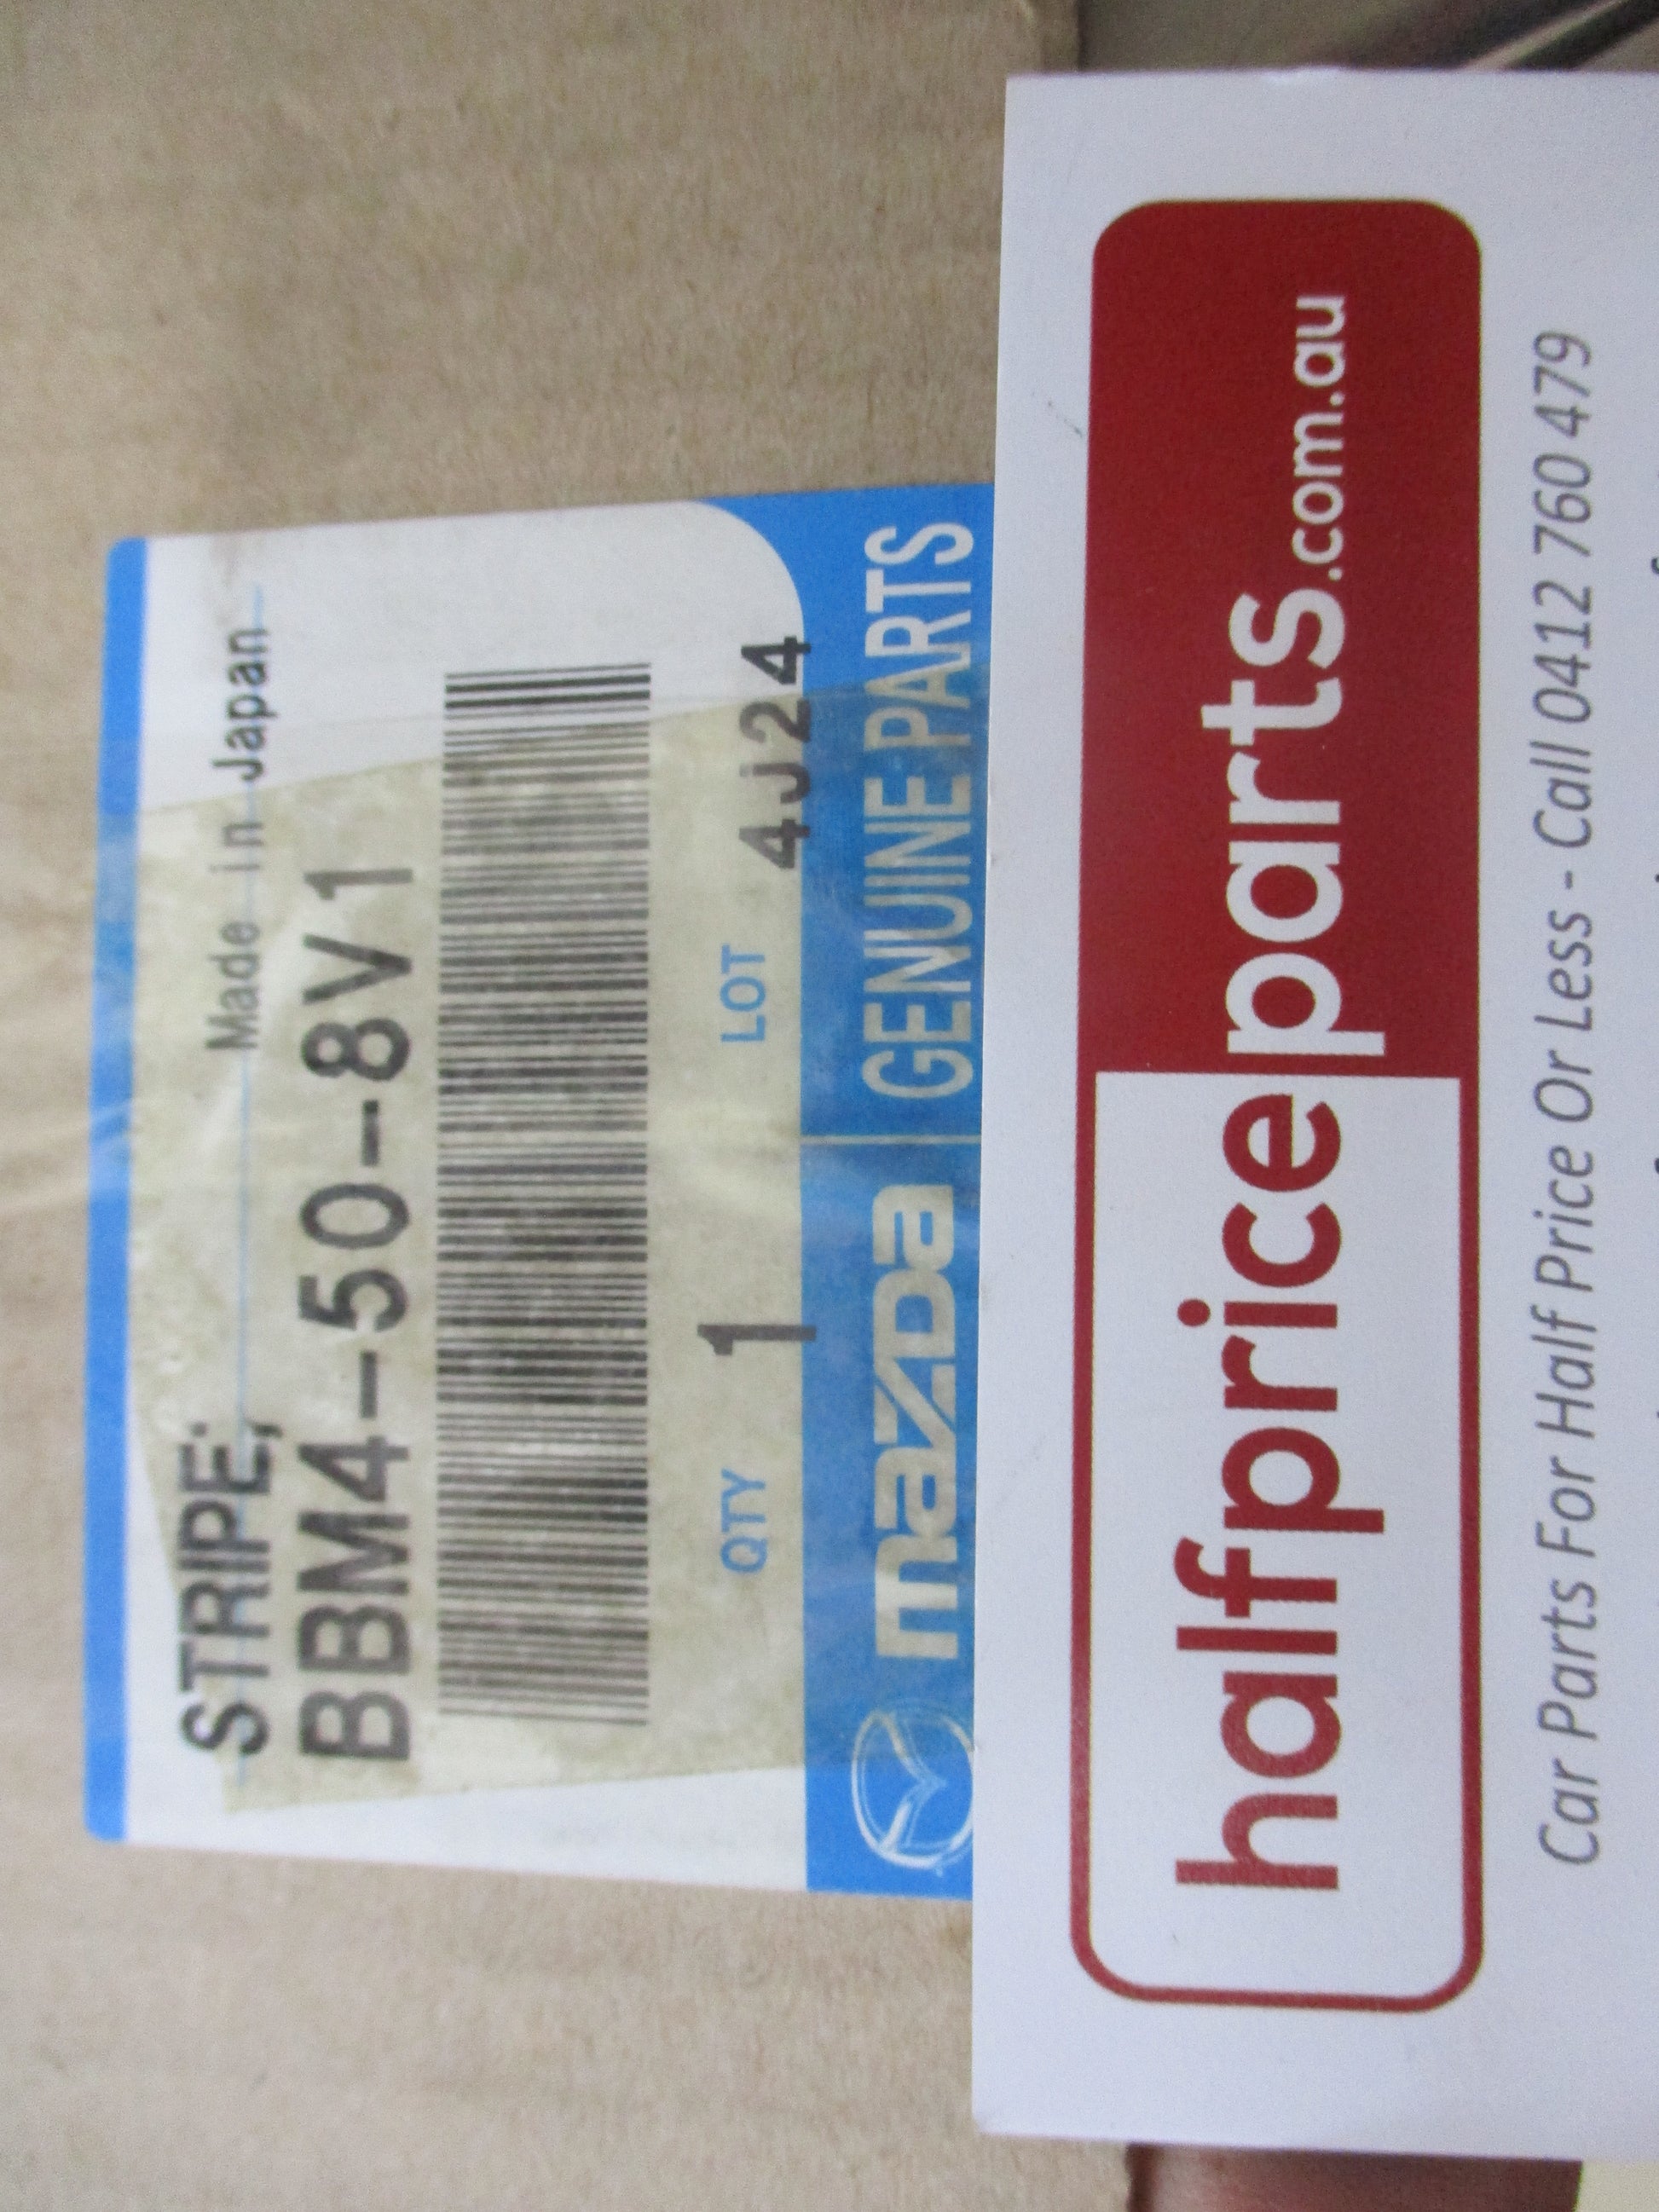 Made in Japan
STRIPE;
BBM4-50-8V1
QTY 1 LOT 4J24
mazda GENUINE PARTS
halfpriceparts.com.au
Car Parts For Half Price Or Less - Call 0412 760 479